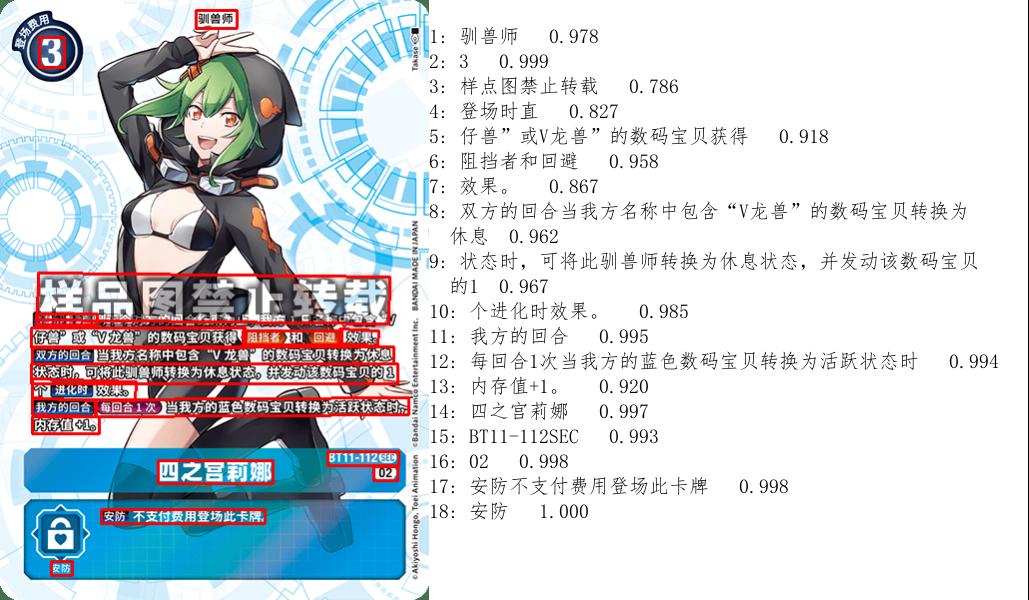 登场费用
3
驯兽师
Takase
样品图禁止转载
仔兽”或“V龙兽”的数码宝贝获得 阻挡者 和 回避 效果。
双方的回合 当我方名称中包含“V龙兽”的数码宝贝转换为休息
状态时，可将此驯兽师转换为休息状态，并发动该数码宝贝的1
个 进化时 效果。
我方的回合 每回合1次 当我方的蓝色数码宝贝转换为活跃状态时，
内存值+1。
BT11-112 SEC
四之宫莉娜
02
安防 不支付费用登场此卡牌。
安防
©Akiyoshi Hongo, Toei Animation ©Bandai Namco Entertainment Inc. BANDAI MADE IN JAPAN
1: 驯兽师 0.978
2: 3 0.999
3: 样点图禁止转载 0.786
4: 登场时直 0.827
5: 仔兽”或V龙兽”的数码宝贝获得 0.918
6: 阻挡者和回避 0.958
7: 效果。 0.867
8: 双方的回合当我方名称中包含“V龙兽”的数码宝贝转换为
休息 0.962
9: 状态时，可将此驯兽师转换为休息状态，并发动该数码宝贝
的1 0.967
10: 个进化时效果。 0.985
11: 我方的回合 0.995
12: 每回合1次当我方的蓝色数码宝贝转换为活跃状态时 0.994
13: 内存值+1。 0.920
14: 四之宫莉娜 0.997
15: BT11-112SEC 0.993
16: 02 0.998
17: 安防不支付费用登场此卡牌 0.998
18: 安防 1.000